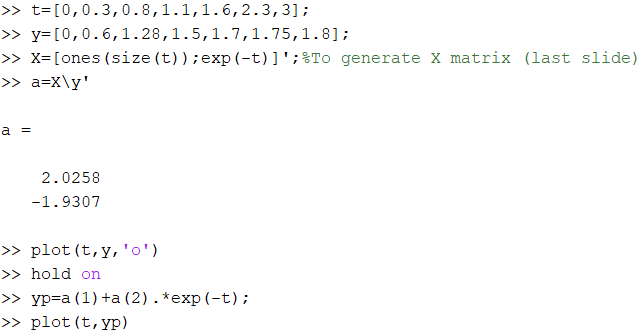 >> t=[0,0.3,0.8,1.1,1.6,2.3,3];
>> y=[0,0.6,1.28,1.5,1.7,1.75,1.8];
>> X=[ones(size(t));exp(-t)]';%To generate X matrix (last slide)
>> a=X\y'
a =
2.0258
-1.9307
>> plot(t,y,'o')
>> hold on
>> yp=a(1)+a(2).*exp(-t);
>> plot(t,yp)